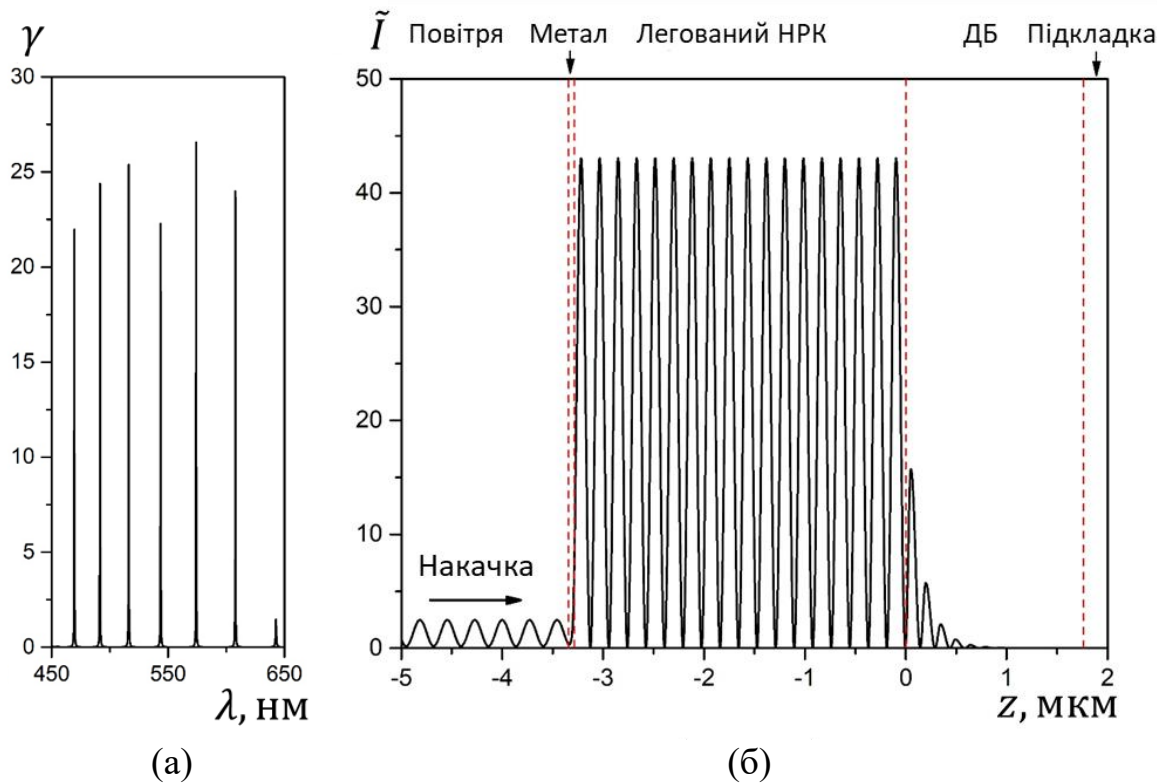 γ
30
25
20
15
10
5
0
450 550 650
λ, нм
(а)
Ĩ Повітря Метал Легований НРК ДБ Підкладка
50
40
30
20
10
0
Накачка
-5 -4 -3 -2 -1 0 1 2
z, мкм
(б)